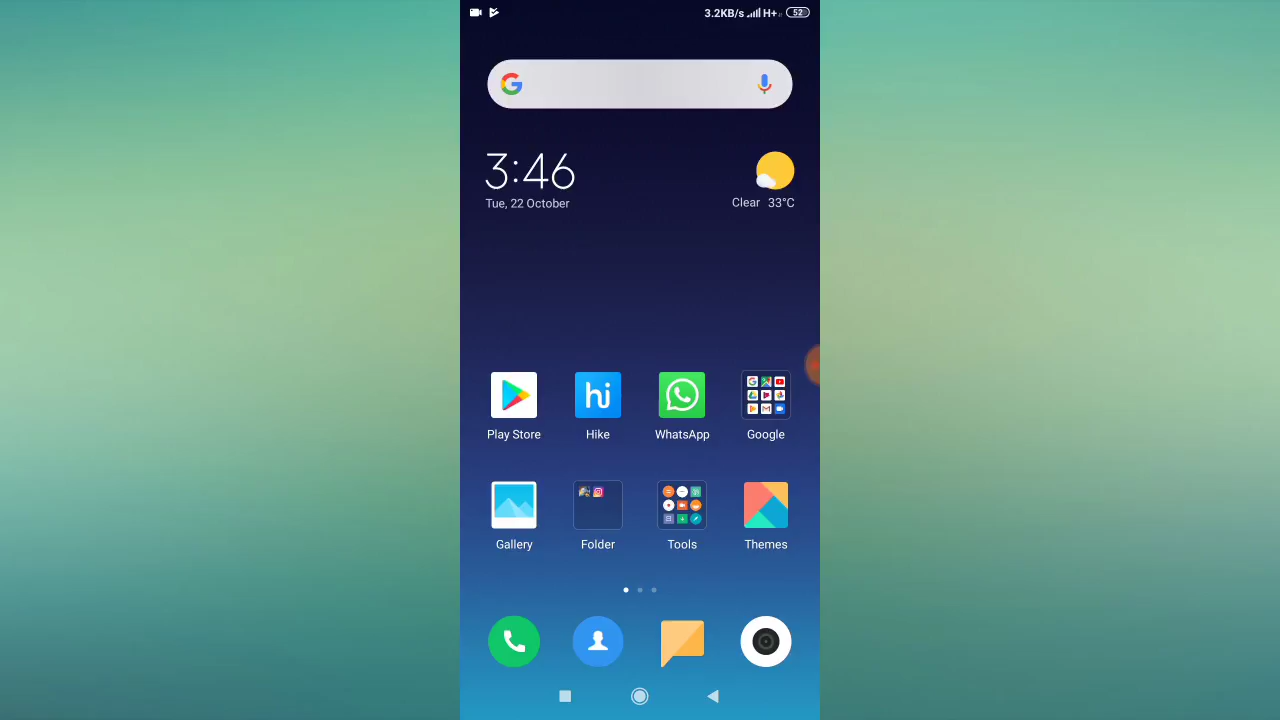 3.2KB/s H+ 52
3:46
Tue, 22 October
Clear 33°C
hi
Play Store Hike WhatsApp Google
Gallery Folder Tools Themes